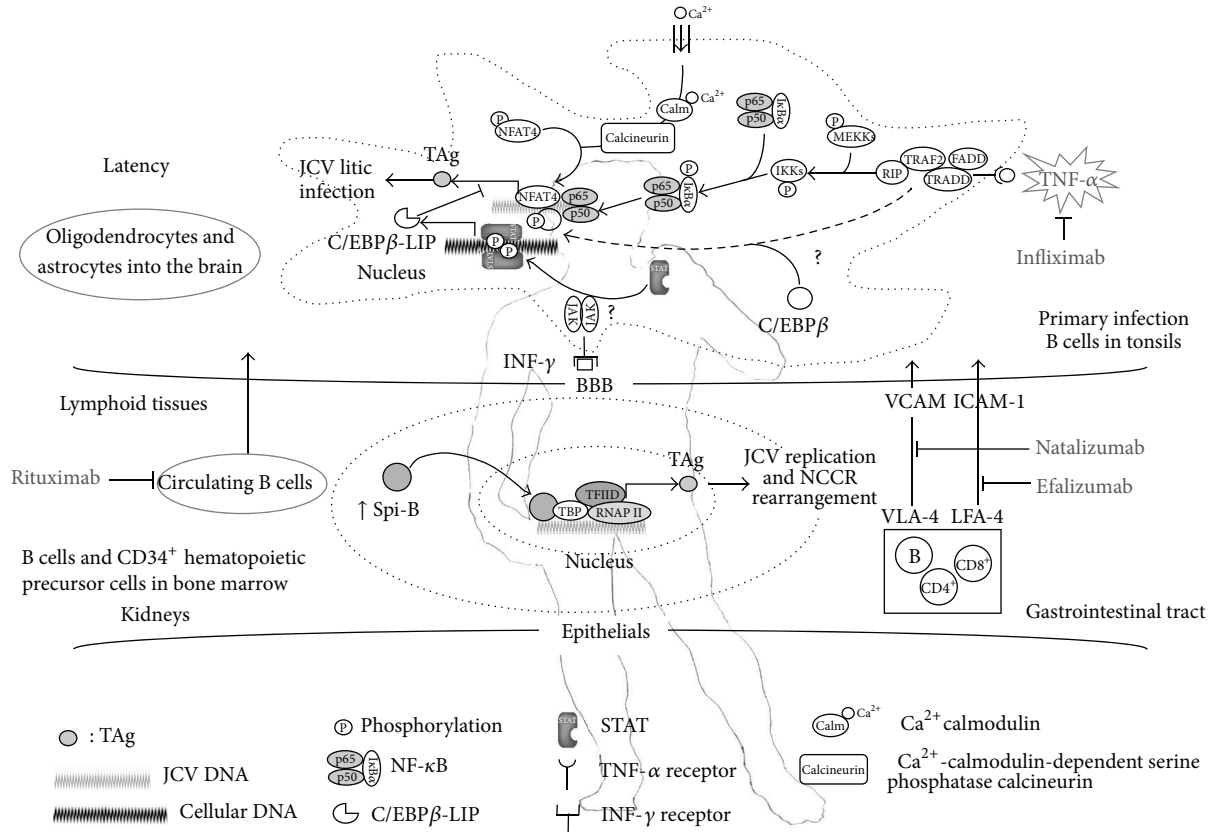 Ca²⁺
Ca²⁺
Calm
Calcineurin
P
NFAT4
p65
p50
IκBα
P
MEKKs
TRAF2
FADD
RIP
TRADD
IKKs
P
TNF-α
Infliximab
Latency
JCV litic
infection
TAg
NFAT4
p65
p50
P
P
p65
p50
IκBα
P
C/EBPβ-LIP
Nucleus
STAT
P
P
STAT
STAT
?
JAK
JAK
?
C/EBPβ
Oligodendrocytes and
astrocytes into the brain
INF-γ
BBB
Primary infection
B cells in tonsils
Lymphoid tissues
VCAM
ICAM-1
Rituximab
Circulating B cells
Natalizumab
Efalizumab
↑ Spi-B
TFIID
TBP
RNAP II
TAg
JCV replication
and NCCR
rearrangement
Nucleus
VLA-4
LFA-4
B
CD4⁺
CD8⁺
B cells and CD34⁺ hematopoietic
precursor cells in bone marrow
Kidneys
Gastrointestinal tract
Epithelials
: TAg
JCV DNA
Cellular DNA
P
Phosphorylation
p65
p50
IκBα
NF-κB
C/EBPβ-LIP
STAT
STAT
TNF-α receptor
INF-γ receptor
Calm
Ca²⁺
Ca²⁺ calmodulin
Calcineurin
Ca²⁺-calmodulin-dependent serine
phosphatase calcineurin